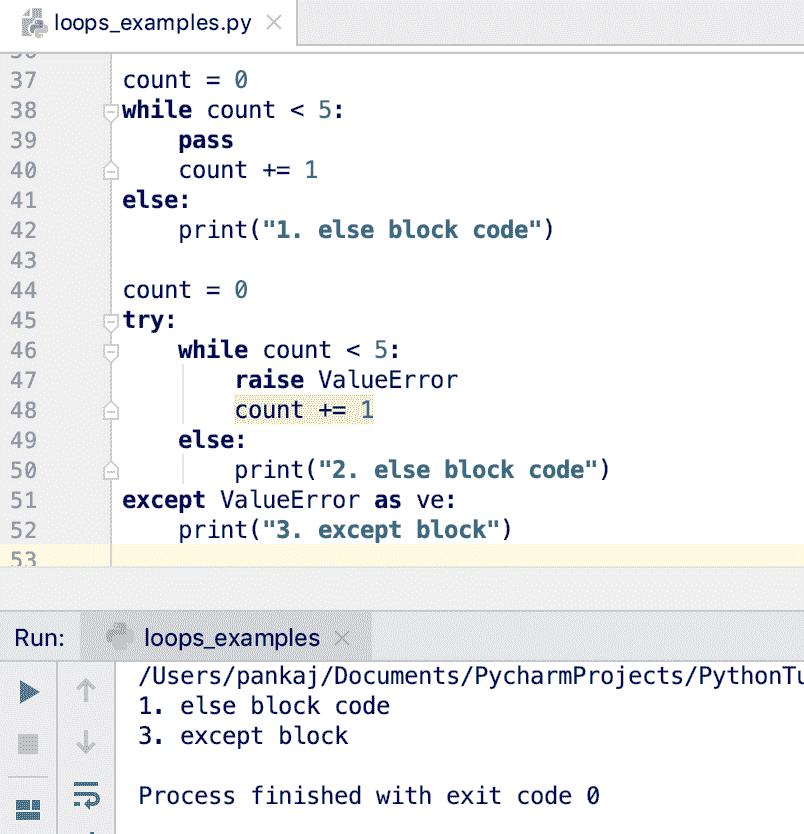 loops_examples.py
36
37 count = 0
38 while count < 5:
39     pass
40     count += 1
41 else:
42     print("1. else block code")
43
44 count = 0
45 try:
46     while count < 5:
47         raise ValueError
48         count += 1
49     else:
50         print("2. else block code")
51 except ValueError as ve:
52     print("3. except block")
53
Run: loops_examples
/Users/pankaj/Documents/PycharmProjects/PythonTu
1. else block code
3. except block
Process finished with exit code 0